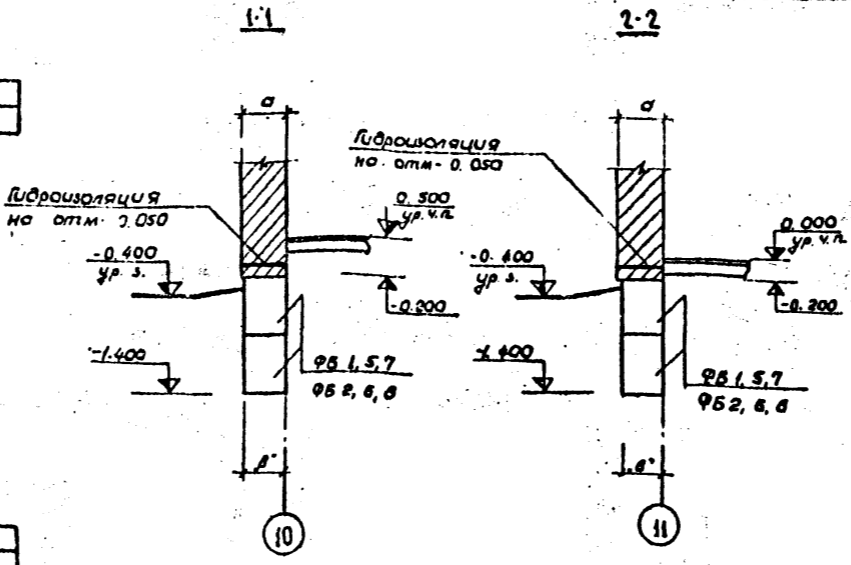 1-1
а
Гидроизоляция
на отм. 0.050
0.500
ур. ч.п.
-0.400
ур. з.
-0.200
-1.400
ФБ 1, 5, 7
ФБ 2, 6, 8
"в"
10
2-2
а
Гидроизоляция
на отм- 0.050
0.000
ур. ч.п.
-0.400
ур. з.
-0.200
-1.400
ФБ 1, 5, 7
ФБ 2, 6, 8
"в"
11